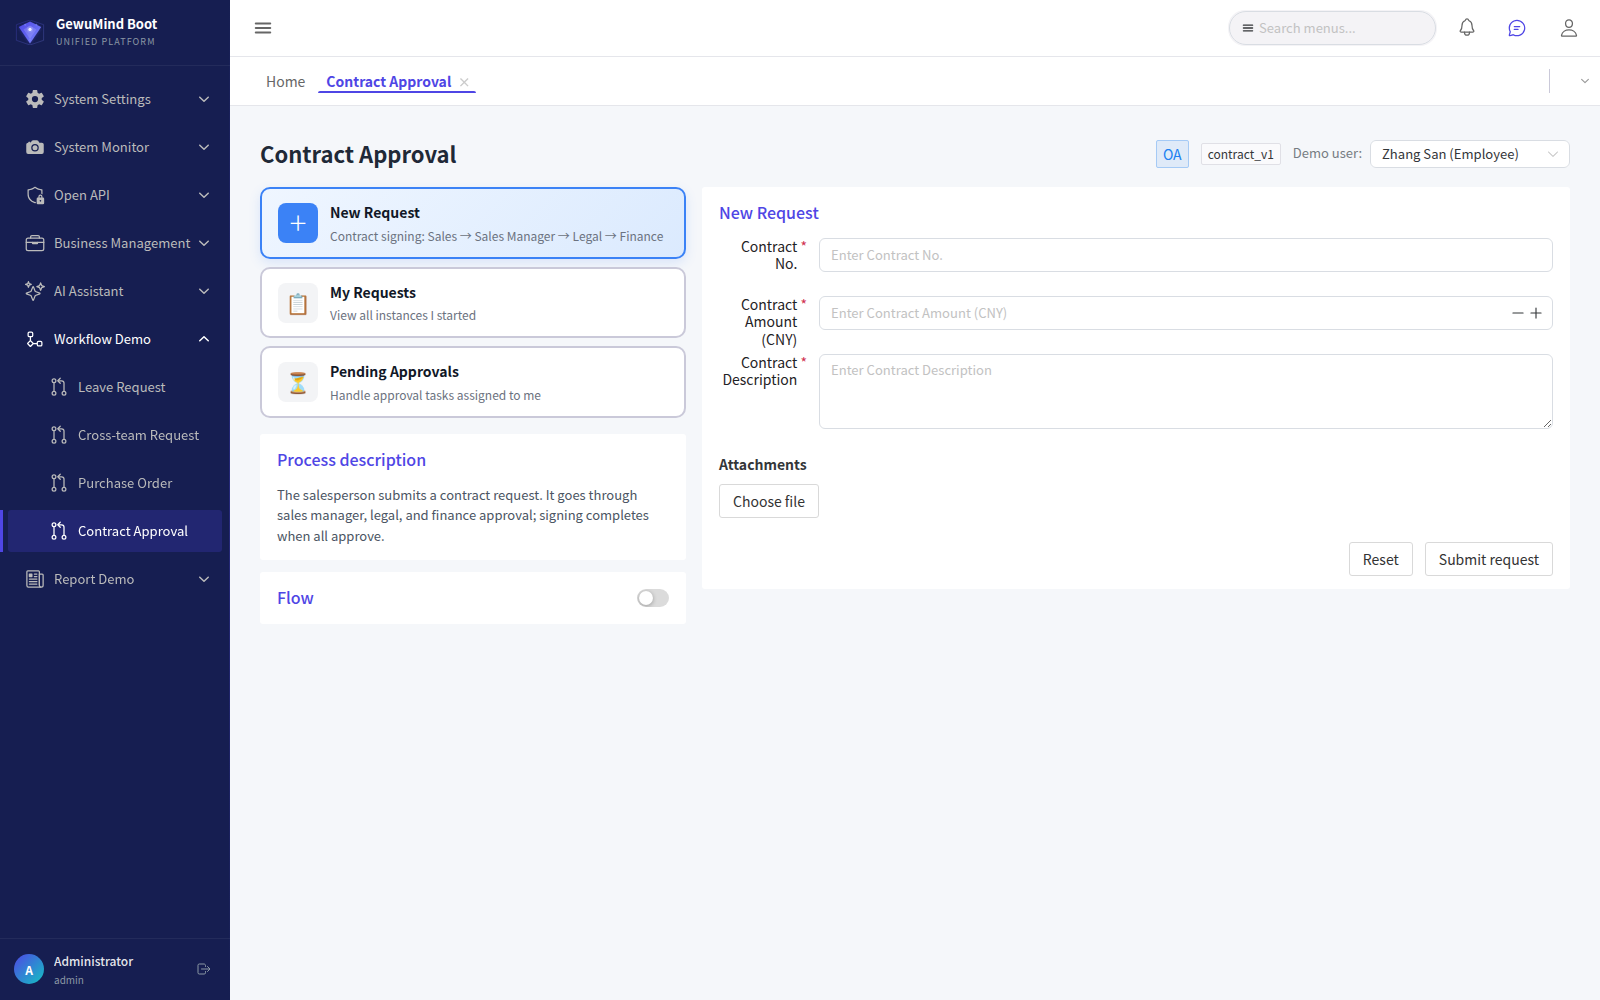 GewuMind Boot
UNIFIED PLATFORM
System Settings
System Monitor
Open API
Business Management
AI Assistant
Workflow Demo
Leave Request
Cross-team Request
Purchase Order
Contract Approval
Report Demo
A
Administrator
admin
Search menus...
Home
Contract Approval
Contract Approval
OA
contract_v1
Demo user:
Zhang San (Employee)
New Request
Contract signing: Sales → Sales Manager → Legal → Finance
My Requests
View all instances I started
Pending Approvals
Handle approval tasks assigned to me
Process description
The salesperson submits a contract request. It goes through
sales manager, legal, and finance approval; signing completes
when all approve.
Flow
New Request
Contract *
No.
Enter Contract No.
Contract *
Amount
(CNY)
Enter Contract Amount (CNY)
Contract *
Description
Enter Contract Description
Attachments
Choose file
Reset
Submit request